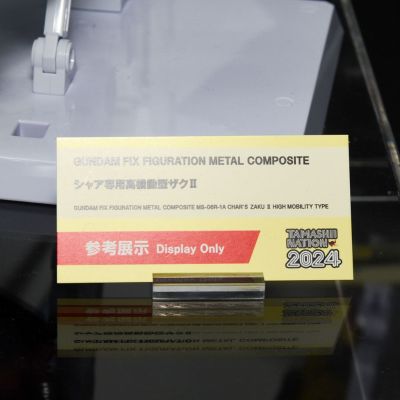 GUNDAM FIX FIGURATION METAL COMPOSITE
シャア専用高機動型ザクⅡ
GUNDAM FIX FIGURATION METAL COMPOSITE MS-06R-1A CHAR'S ZAKU Ⅱ HIGH MOBILITY TYPE
参考展示 Display Only
TAMASHII
NATION
2024